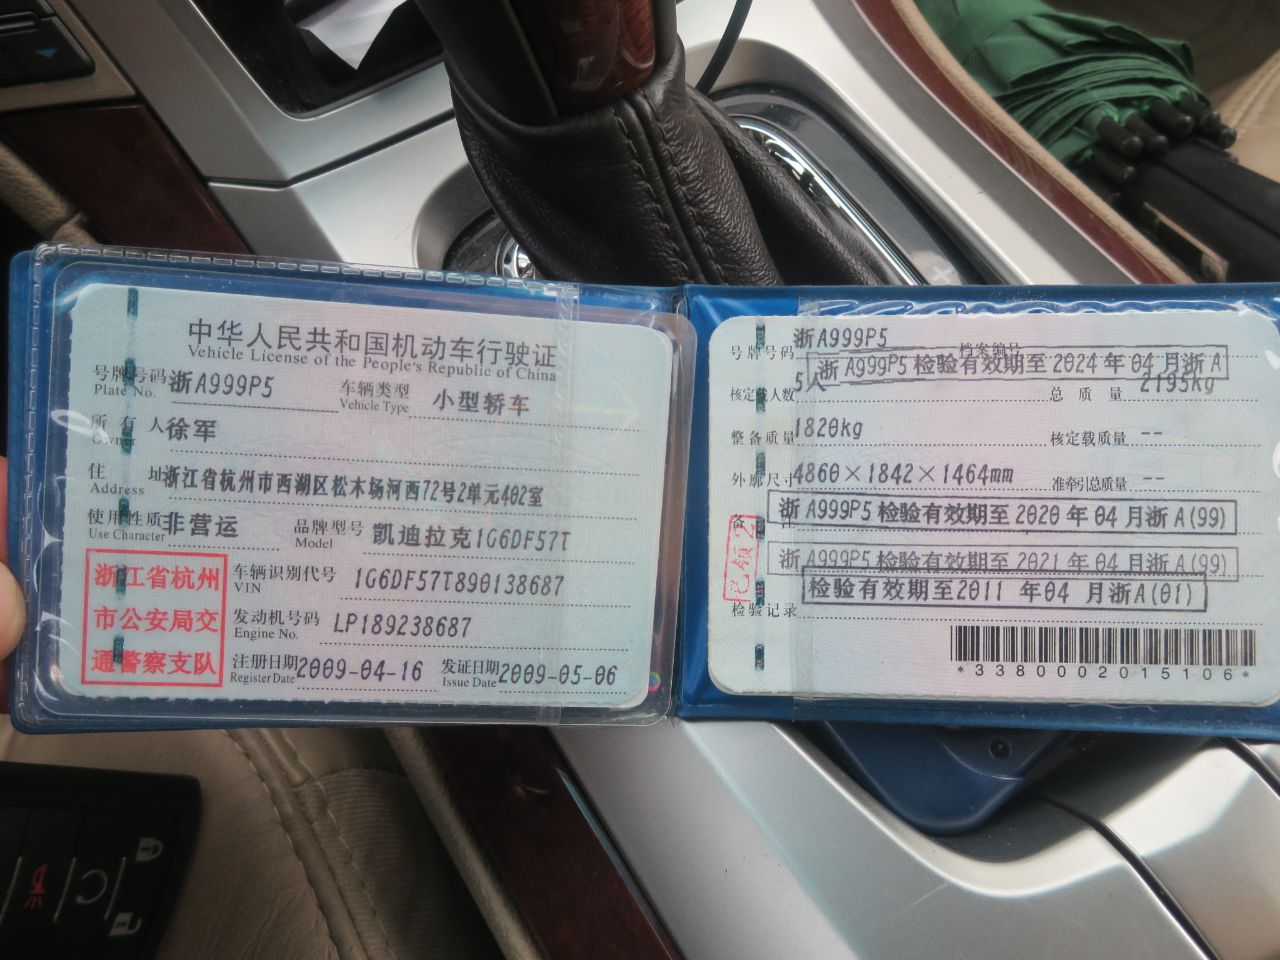 中华人民共和国机动车行驶证
Vehicle License of the People's Republic of China
号牌号码 浙A999P5 车辆类型 小型轿车
Plate No. Vehicle Type
所有人 徐军
Owner
住址 浙江省杭州市西湖区松木场河西72号2单元402室
Address
使用性质 非营运 品牌型号 凯迪拉克1G6DF57T
Use Character Model
浙江省杭州
市公安局交
通警察支队
车辆识别代号 1G6DF57T890138687
VIN
发动机号码 LP189238687
Engine No.
注册日期 2009-04-16 发证日期 2009-05-06
Register Date Issue Date
号牌号码 浙A999P5 档案编号
浙A999P5检验有效期至2024年04月浙A
核定载人数 5人 总质量 2195kg
整备质量 1820kg 核定载质量 --
外廓尺寸 4860×1842×1464mm 准牵引总质量 --
浙A999P5检验有效期至2020年04月浙A(99)
备注
已领
浙A999P5检验有效期至2021年04月浙A(99)
检验有效期至2011年04月浙A(01)
检验记录
*3380002015106*